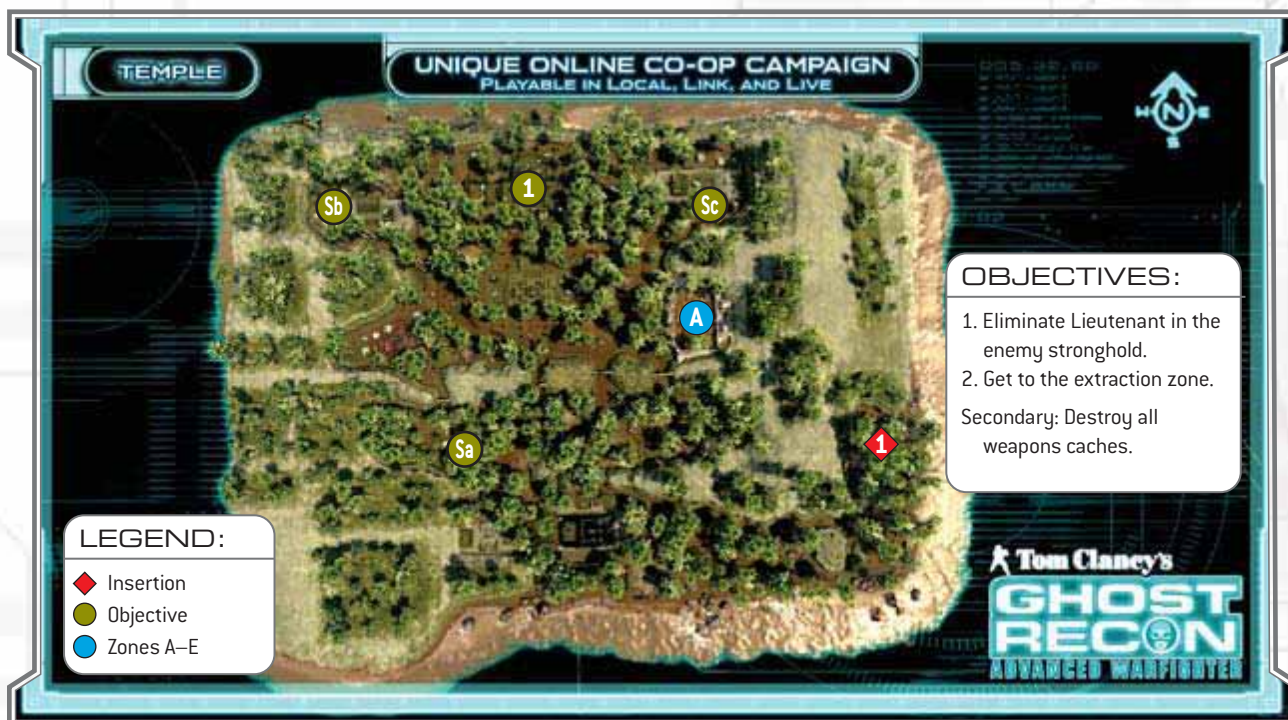 TEMPLE
UNIQUE ONLINE CO-OP CAMPAIGN
PLAYABLE IN LOCAL, LINK, AND LIVE
N
W
E
S
Sb
1
Sc
A
Sa
1
OBJECTIVES:
1. Eliminate Lieutenant in the
enemy stronghold.
2. Get to the extraction zone.
Secondary: Destroy all
weapons caches.
LEGEND:
Insertion
Objective
Zones A–E
Tom Clancy's
GHOST
RECON
ADVANCED WARFIGHTER